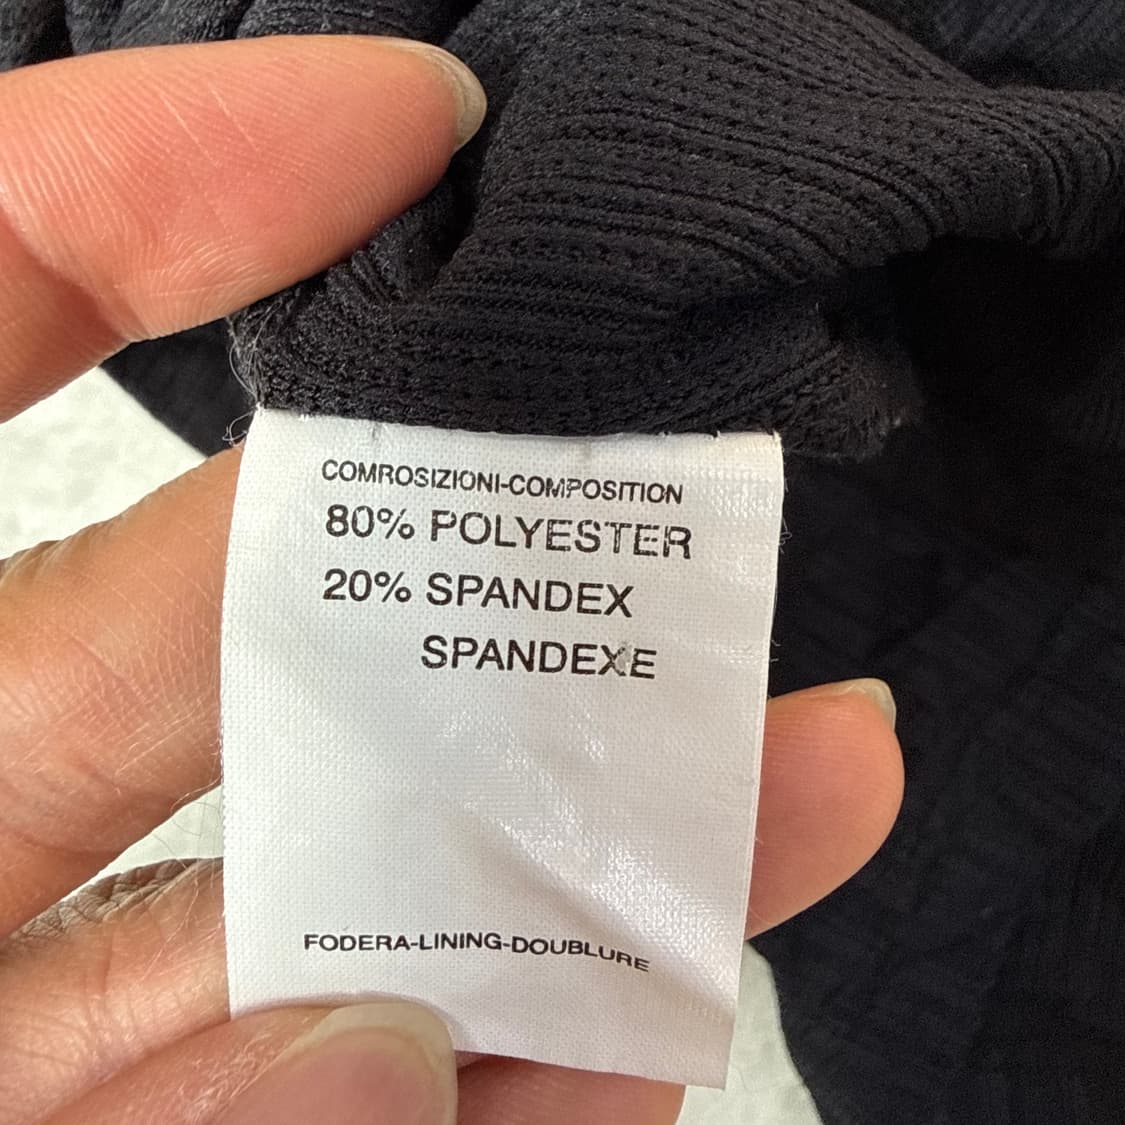 COMROSIZIONI-COMPOSITION
80% POLYESTER
20% SPANDEX
SPANDEXE
FODERA-LINING-DOUBLURE